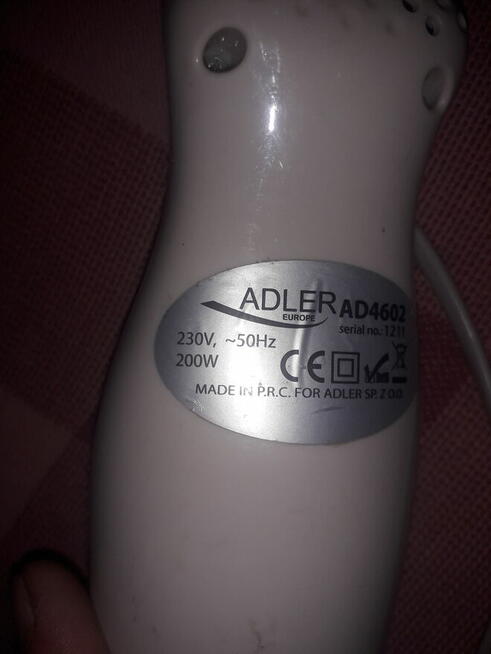 ADLER AD4602
EUROPE
serial no.: 1211
230V, ~50Hz
200W
CE
MADE IN P.R.C. FOR ADLER SP. Z O.O.